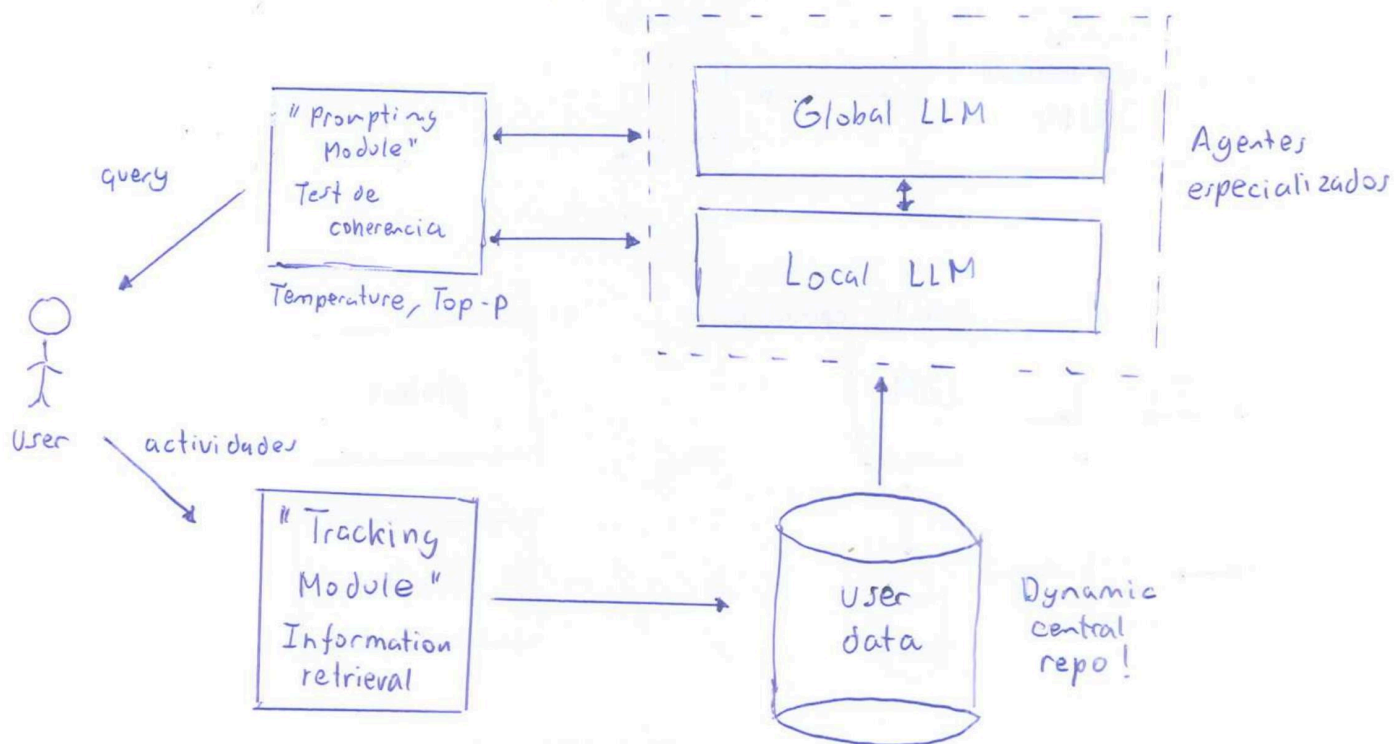 Global LLM
"Prompting
Module"
Test de
coherencia
Agentes
especializados
query
Local LLM
Temperature, Top-p
User
actividades
"Tracking
Module"
Information
retrieval
user
data
Dynamic
central
repo!